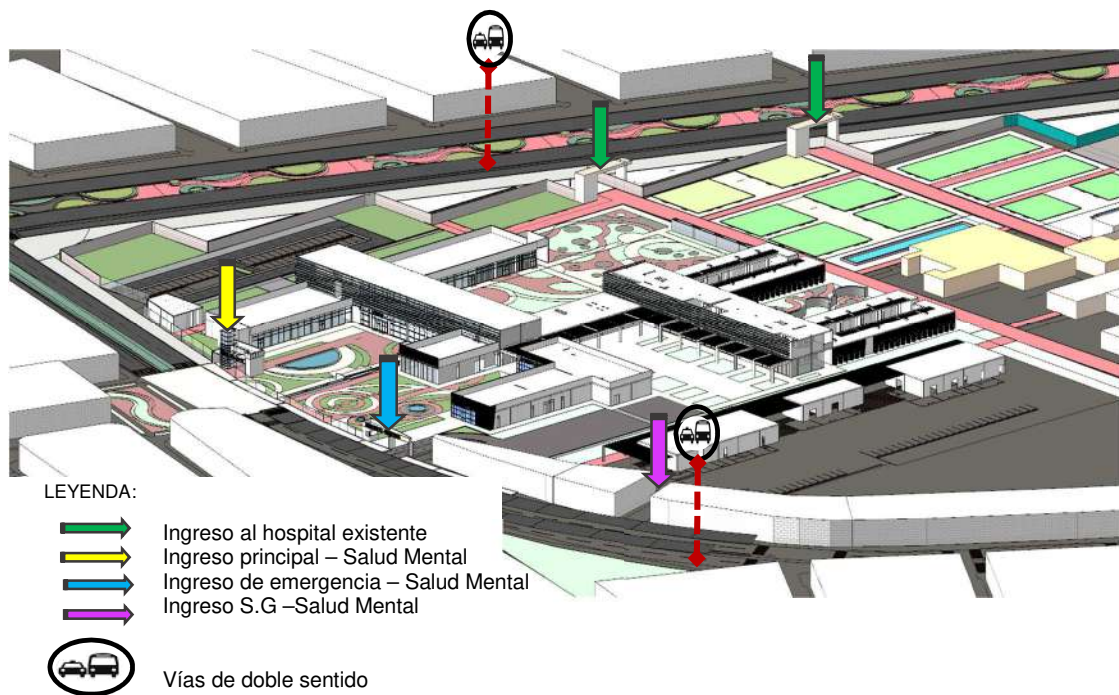 LEYENDA:
Ingreso al hospital existente
Ingreso principal – Salud Mental
Ingreso de emergencia – Salud Mental
Ingreso S.G –Salud Mental
Vías de doble sentido